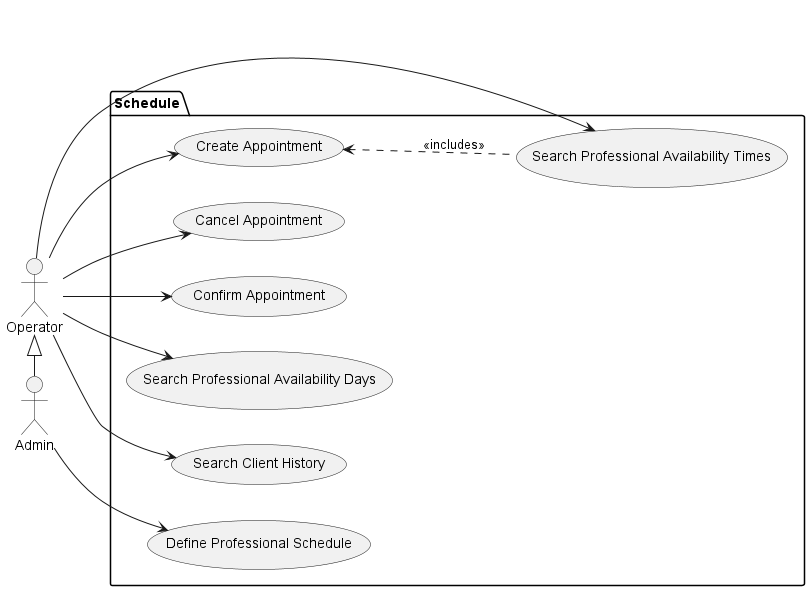 Schedule
Create Appointment
«includes»
Search Professional Availability Times
Cancel Appointment
Confirm Appointment
Operator
Search Professional Availability Days
Admin
Search Client History
Define Professional Schedule